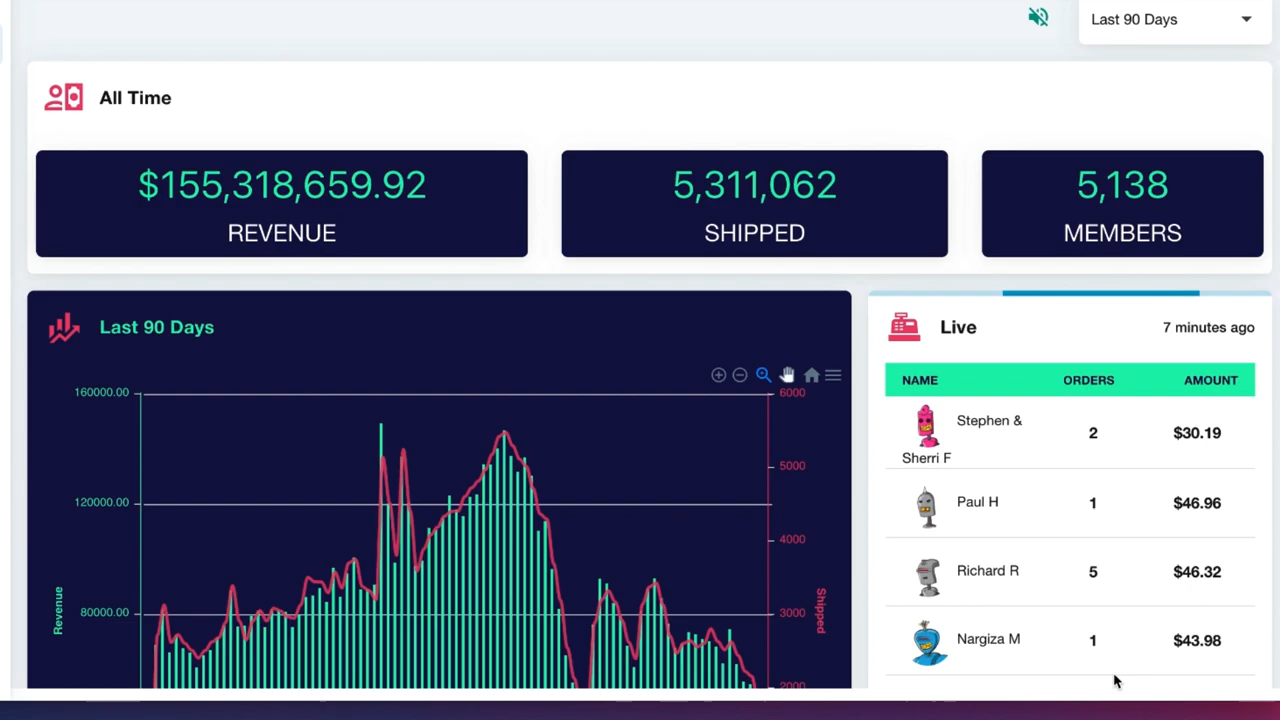 Last 90 Days
All Time
$155,318,659.92
REVENUE
5,311,062
SHIPPED
5,138
MEMBERS
Last 90 Days
160000.00
120000.00
80000.00
Revenue
6000
5000
4000
3000
2000
Shipped
Live
7 minutes ago
NAME ORDERS AMOUNT
Stephen &
Sherri F
2 $30.19
Paul H 1 $46.96
Richard R 5 $46.32
Nargiza M 1 $43.98